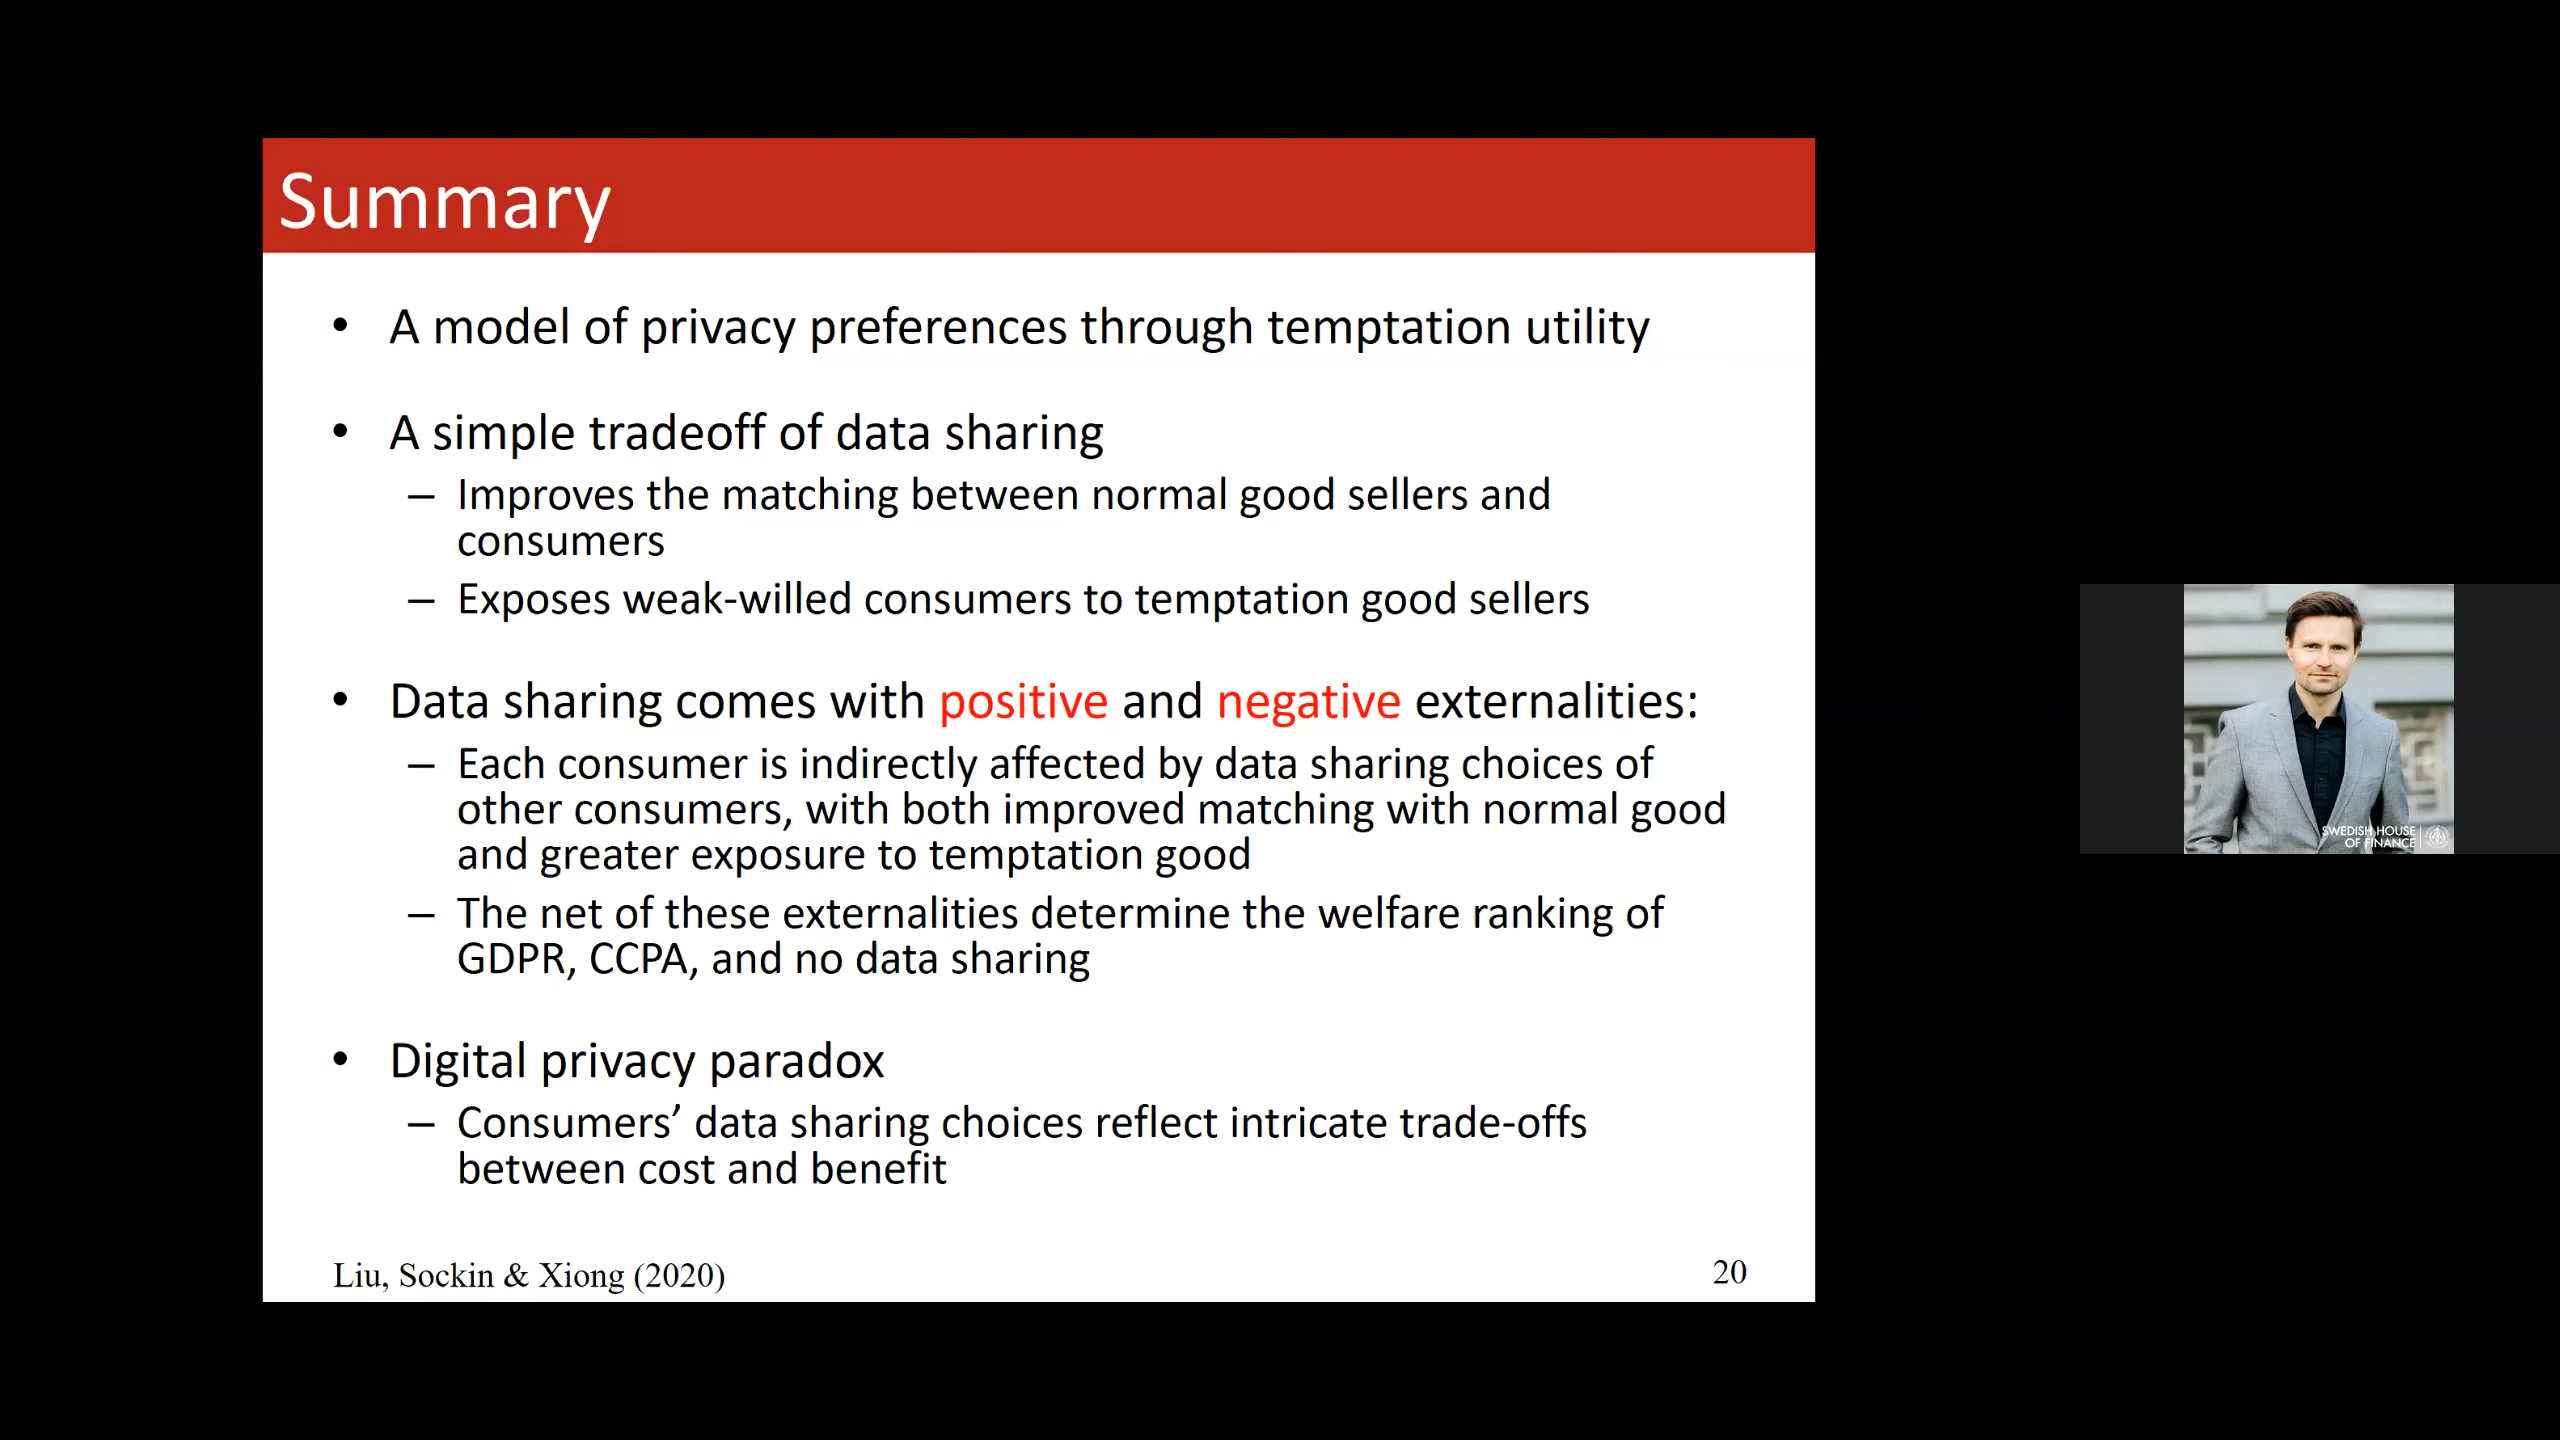 Summary
• A model of privacy preferences through temptation utility
• A simple tradeoff of data sharing
– Improves the matching between normal good sellers and
consumers
– Exposes weak-willed consumers to temptation good sellers
• Data sharing comes with positive and negative externalities:
– Each consumer is indirectly affected by data sharing choices of
other consumers, with both improved matching with normal good
and greater exposure to temptation good
– The net of these externalities determine the welfare ranking of
GDPR, CCPA, and no data sharing
• Digital privacy paradox
– Consumers’ data sharing choices reflect intricate trade-offs
between cost and benefit
Liu, Sockin & Xiong (2020)
20
SWEDISH HOUSE
OF FINANCE